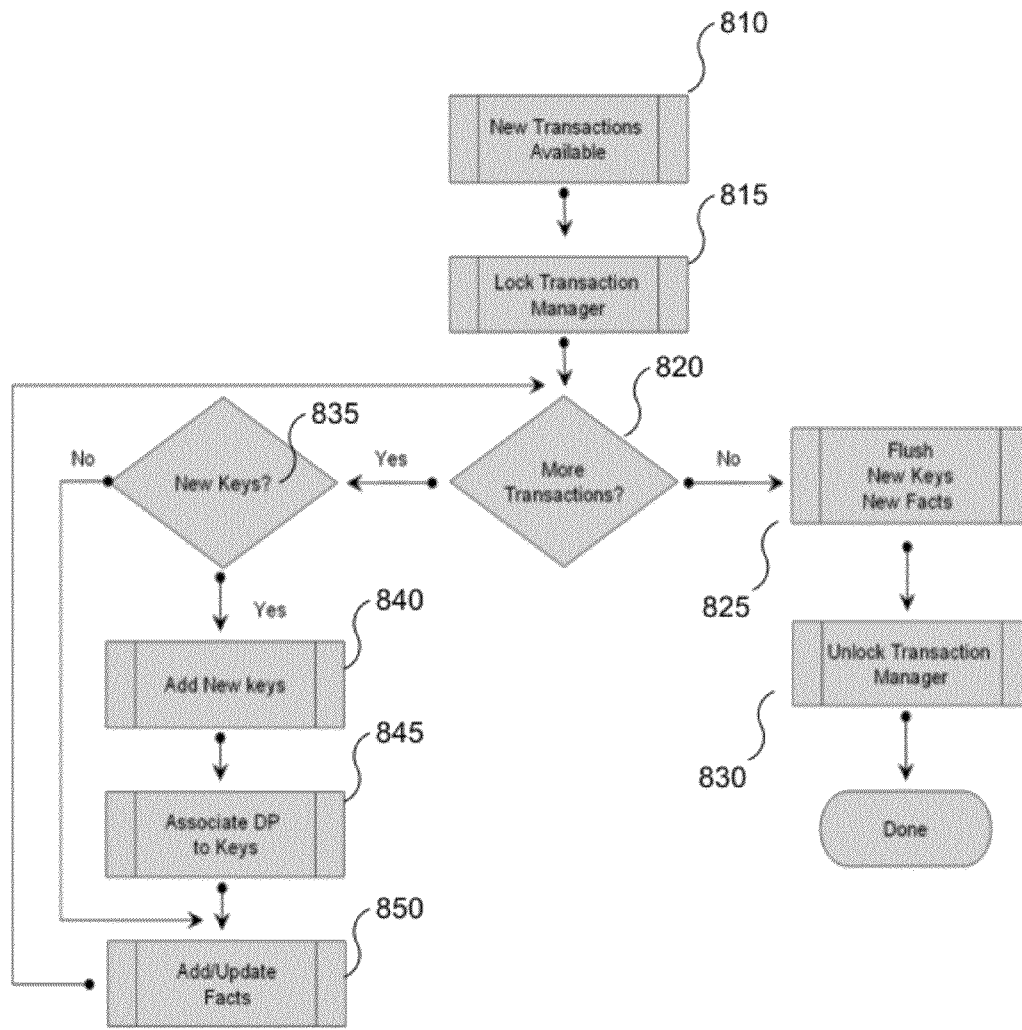 810
New Transactions
Available
815
Lock Transaction
Manager
820
835
No
New Keys?
Yes
More
Transactions?
No
Flush
New Keys
New Facts
825
Yes
840
Add New keys
Unlock Transaction
Manager
830
845
Associate DP
to Keys
Done
850
Add/Update
Facts